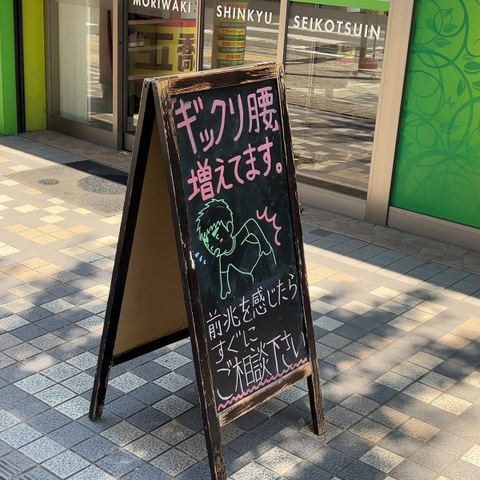 MORIWAKI SHINKYU SEIKOTSUIN
ギックリ腰
増えてます。
前兆を感じたら
すぐに
ご相談下さい